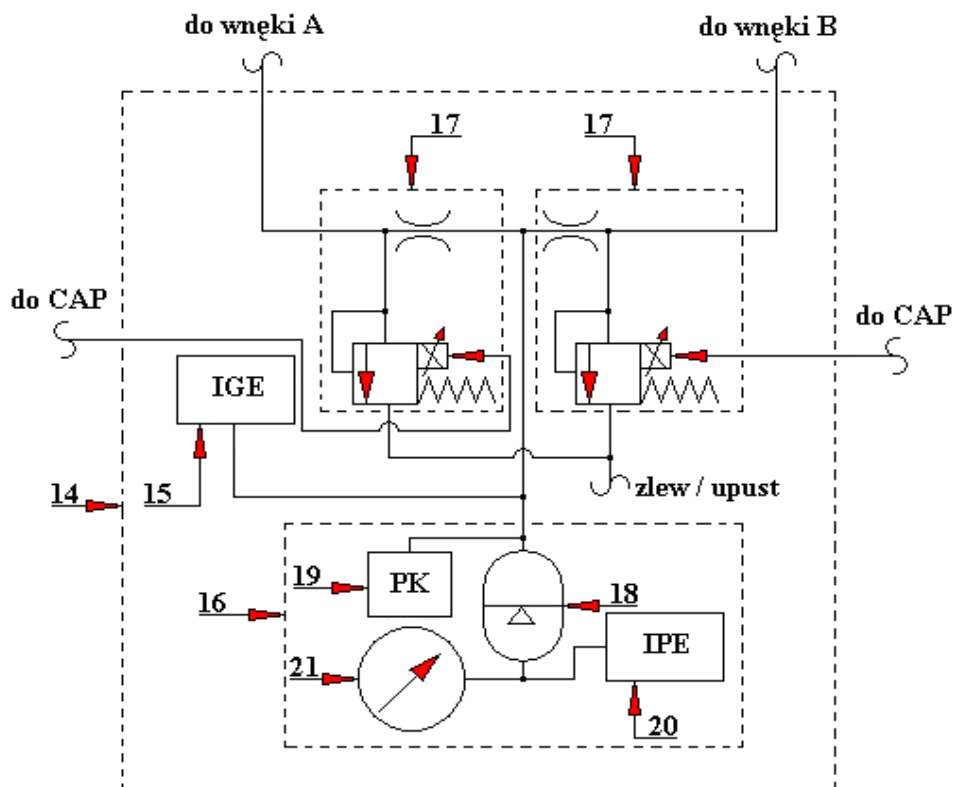 do wnęki A
do wnęki B
17
17
do CAP
do CAP
IGE
14
15
zlew / upust
19
PK
18
16
IPE
21
20